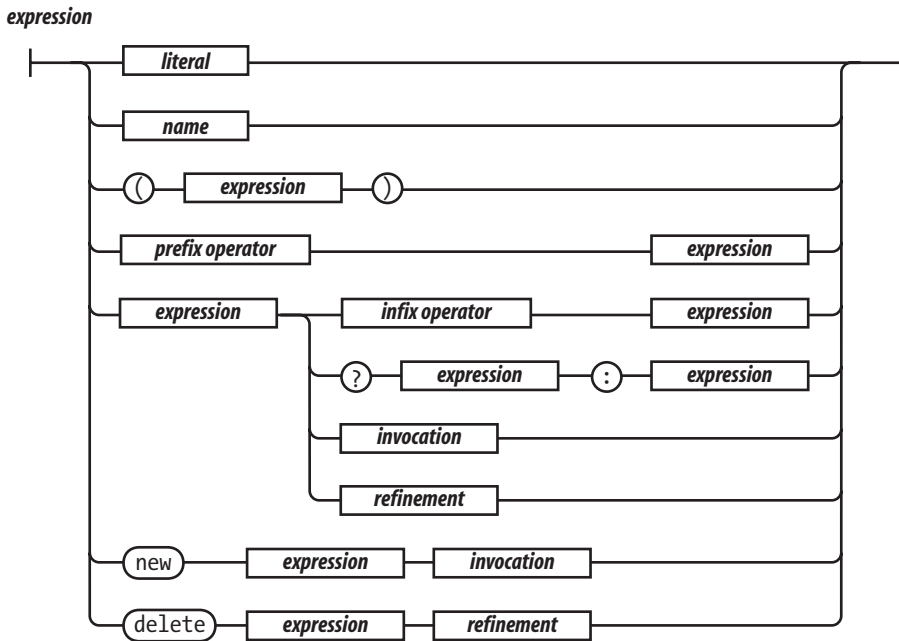 expression
literal
name
( expression )
prefix operator expression
expression infix operator expression
? expression : expression
invocation
refinement
new expression invocation
delete expression refinement